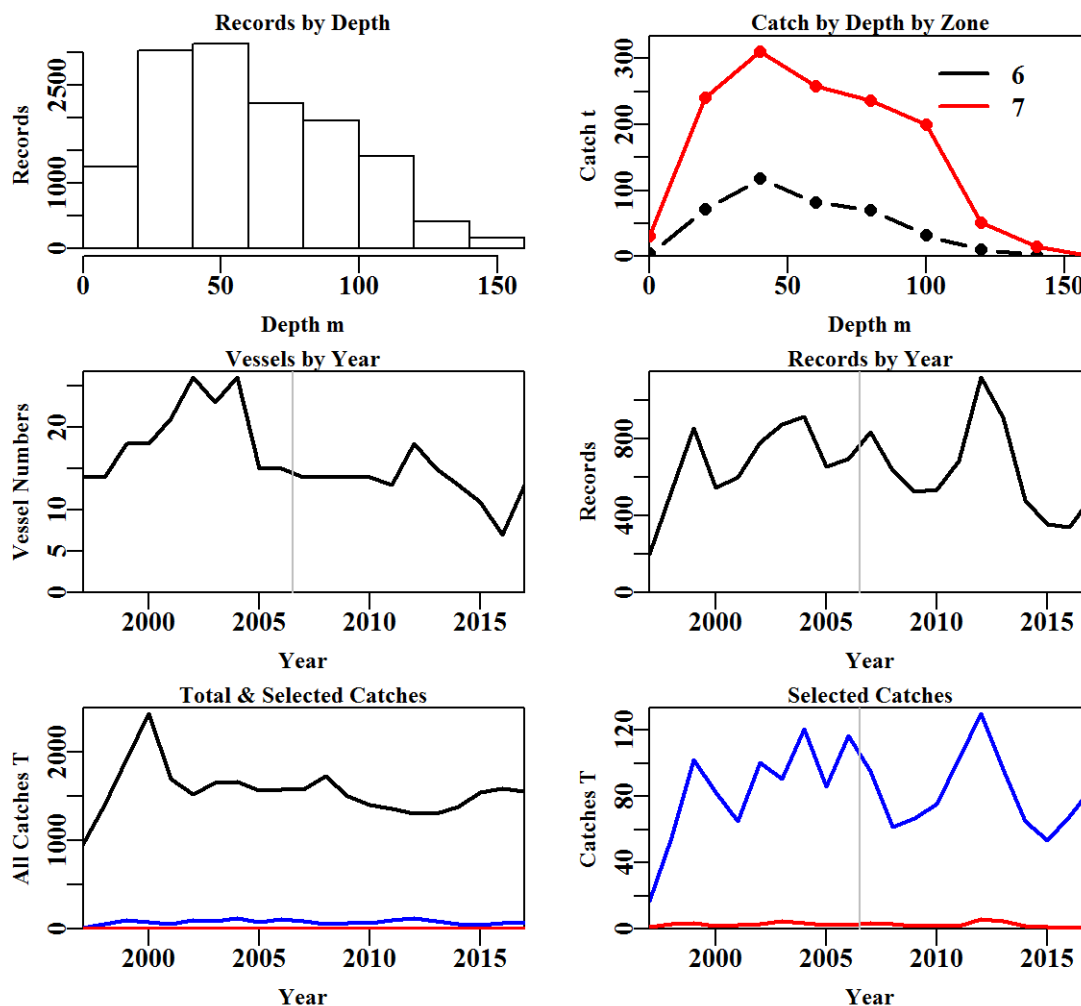 Records by Depth
Records
0 1000 2500
0 50 100 150
Depth m
Catch by Depth by Zone
Catch t
0 100 200 300
6
7
0 50 100 150
Depth m
Vessels by Year
Vessel Numbers
0 5 10 20
2000 2005 2010 2015
Year
Records by Year
Records
0 400 800
2000 2005 2010 2015
Year
Total & Selected Catches
All Catches T
0 1000 2000
2000 2005 2010 2015
Year
Selected Catches
Catches T
0 40 80 120
2000 2005 2010 2015
Year